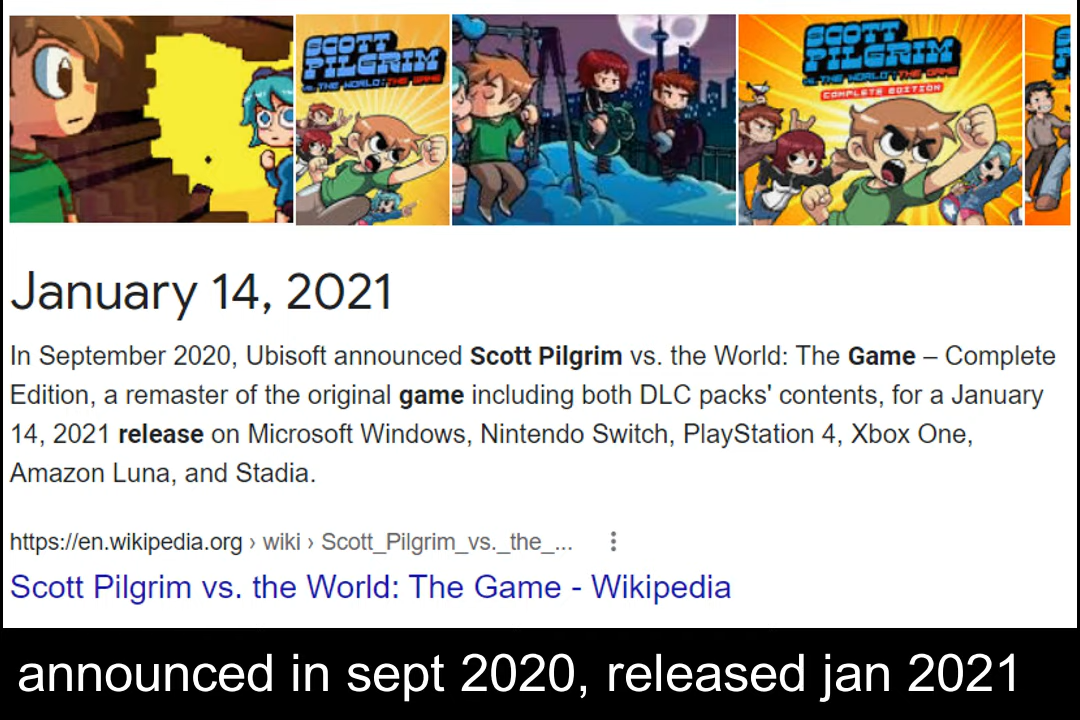 SCOTT
PILGRIM
VS. THE WORLD: THE GAME
SCOTT
PILGRIM
VS. THE WORLD: THE GAME
COMPLETE EDITION
January 14, 2021
In September 2020, Ubisoft announced Scott Pilgrim vs. the World: The Game – Complete
Edition, a remaster of the original game including both DLC packs' contents, for a January
14, 2021 release on Microsoft Windows, Nintendo Switch, PlayStation 4, Xbox One,
Amazon Luna, and Stadia.
https://en.wikipedia.org › wiki › Scott_Pilgrim_vs._the_...
Scott Pilgrim vs. the World: The Game - Wikipedia
announced in sept 2020, released jan 2021